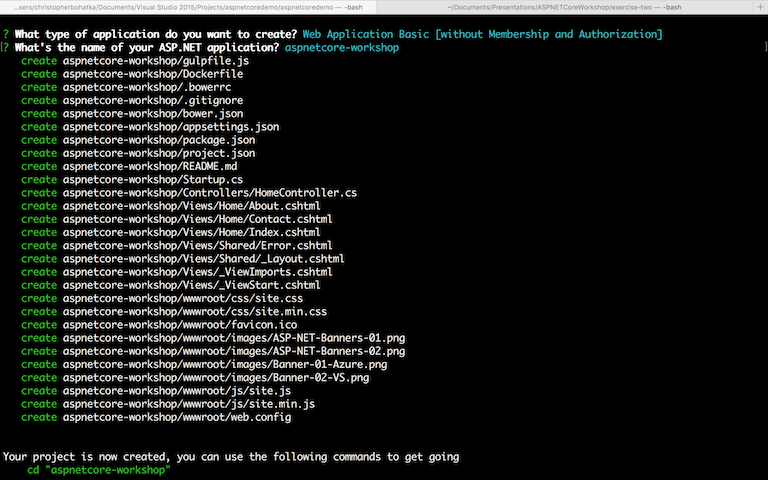 ...sers/christopherbohatka/Documents/Visual Studio 2015/Projects/aspnetcoredemo/aspnetcoredemo — -bash
~/Documents/Presentations/ASPNETCoreWorkshop/exercise-two — -bash
+
? What type of application do you want to create? Web Application Basic [without Membership and Authorization]
[? What's the name of your ASP.NET application? aspnetcore-workshop ]
create aspnetcore-workshop/gulpfile.js
create aspnetcore-workshop/Dockerfile
create aspnetcore-workshop/.bowerrc
create aspnetcore-workshop/.gitignore
create aspnetcore-workshop/bower.json
create aspnetcore-workshop/appsettings.json
create aspnetcore-workshop/package.json
create aspnetcore-workshop/project.json
create aspnetcore-workshop/README.md
create aspnetcore-workshop/Startup.cs
create aspnetcore-workshop/Controllers/HomeController.cs
create aspnetcore-workshop/Views/Home/About.cshtml
create aspnetcore-workshop/Views/Home/Contact.cshtml
create aspnetcore-workshop/Views/Home/Index.cshtml
create aspnetcore-workshop/Views/Shared/Error.cshtml
create aspnetcore-workshop/Views/Shared/_Layout.cshtml
create aspnetcore-workshop/Views/_ViewImports.cshtml
create aspnetcore-workshop/Views/_ViewStart.cshtml
create aspnetcore-workshop/wwwroot/css/site.css
create aspnetcore-workshop/wwwroot/css/site.min.css
create aspnetcore-workshop/wwwroot/favicon.ico
create aspnetcore-workshop/wwwroot/images/ASP-NET-Banners-01.png
create aspnetcore-workshop/wwwroot/images/ASP-NET-Banners-02.png
create aspnetcore-workshop/wwwroot/images/Banner-01-Azure.png
create aspnetcore-workshop/wwwroot/images/Banner-02-VS.png
create aspnetcore-workshop/wwwroot/js/site.js
create aspnetcore-workshop/wwwroot/js/site.min.js
create aspnetcore-workshop/wwwroot/web.config
Your project is now created, you can use the following commands to get going
cd "aspnetcore-workshop"